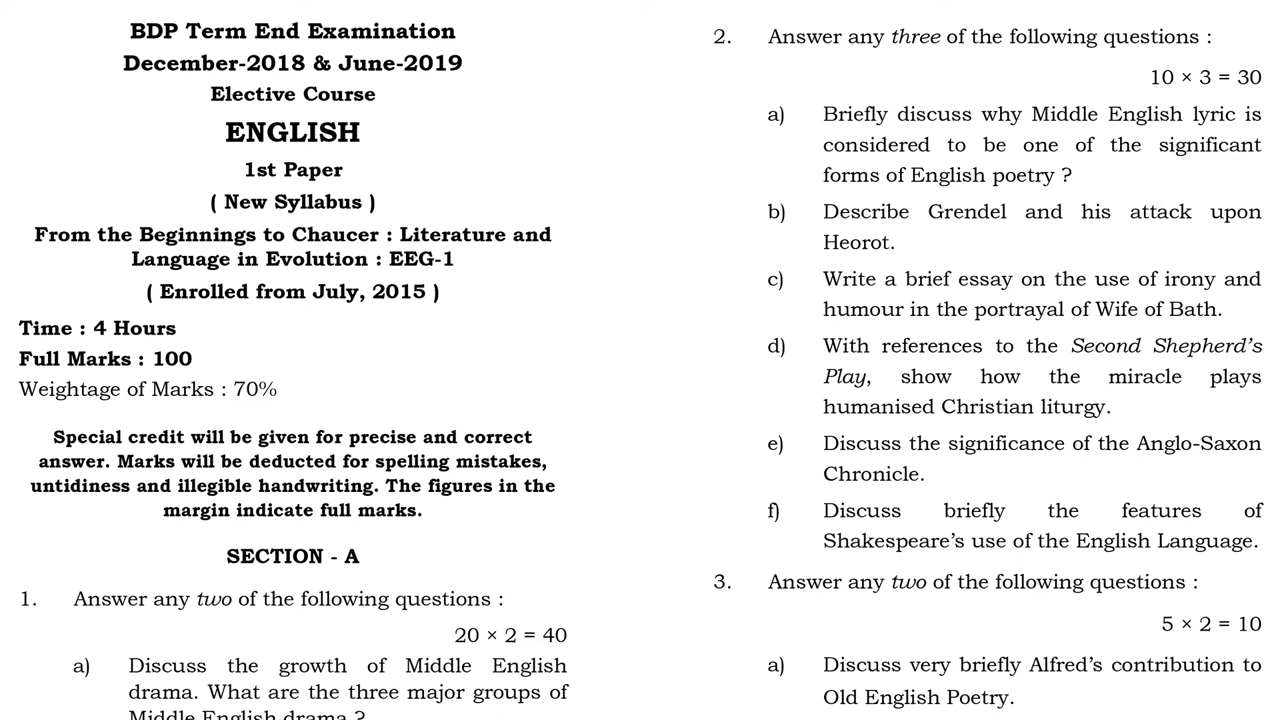 BDP Term End Examination
December-2018 & June-2019
Elective Course
ENGLISH
1st Paper
( New Syllabus )
From the Beginnings to Chaucer : Literature and
Language in Evolution : EEG-1
( Enrolled from July, 2015 )
Time : 4 Hours
Full Marks : 100
Weightage of Marks : 70%
Special credit will be given for precise and correct
answer. Marks will be deducted for spelling mistakes,
untidiness and illegible handwriting. The figures in the
margin indicate full marks.
SECTION - A
1. Answer any two of the following questions :
20 × 2 = 40
a) Discuss the growth of Middle English
drama. What are the three major groups of
Middle English drama ?
2. Answer any three of the following questions :
10 × 3 = 30
a) Briefly discuss why Middle English lyric is
considered to be one of the significant
forms of English poetry ?
b) Describe Grendel and his attack upon
Heorot.
c) Write a brief essay on the use of irony and
humour in the portrayal of Wife of Bath.
d) With references to the Second Shepherd's
Play, show how the miracle plays
humanised Christian liturgy.
e) Discuss the significance of the Anglo-Saxon
Chronicle.
f) Discuss briefly the features of
Shakespeare's use of the English Language.
3. Answer any two of the following questions :
5 × 2 = 10
a) Discuss very briefly Alfred's contribution to
Old English Poetry.